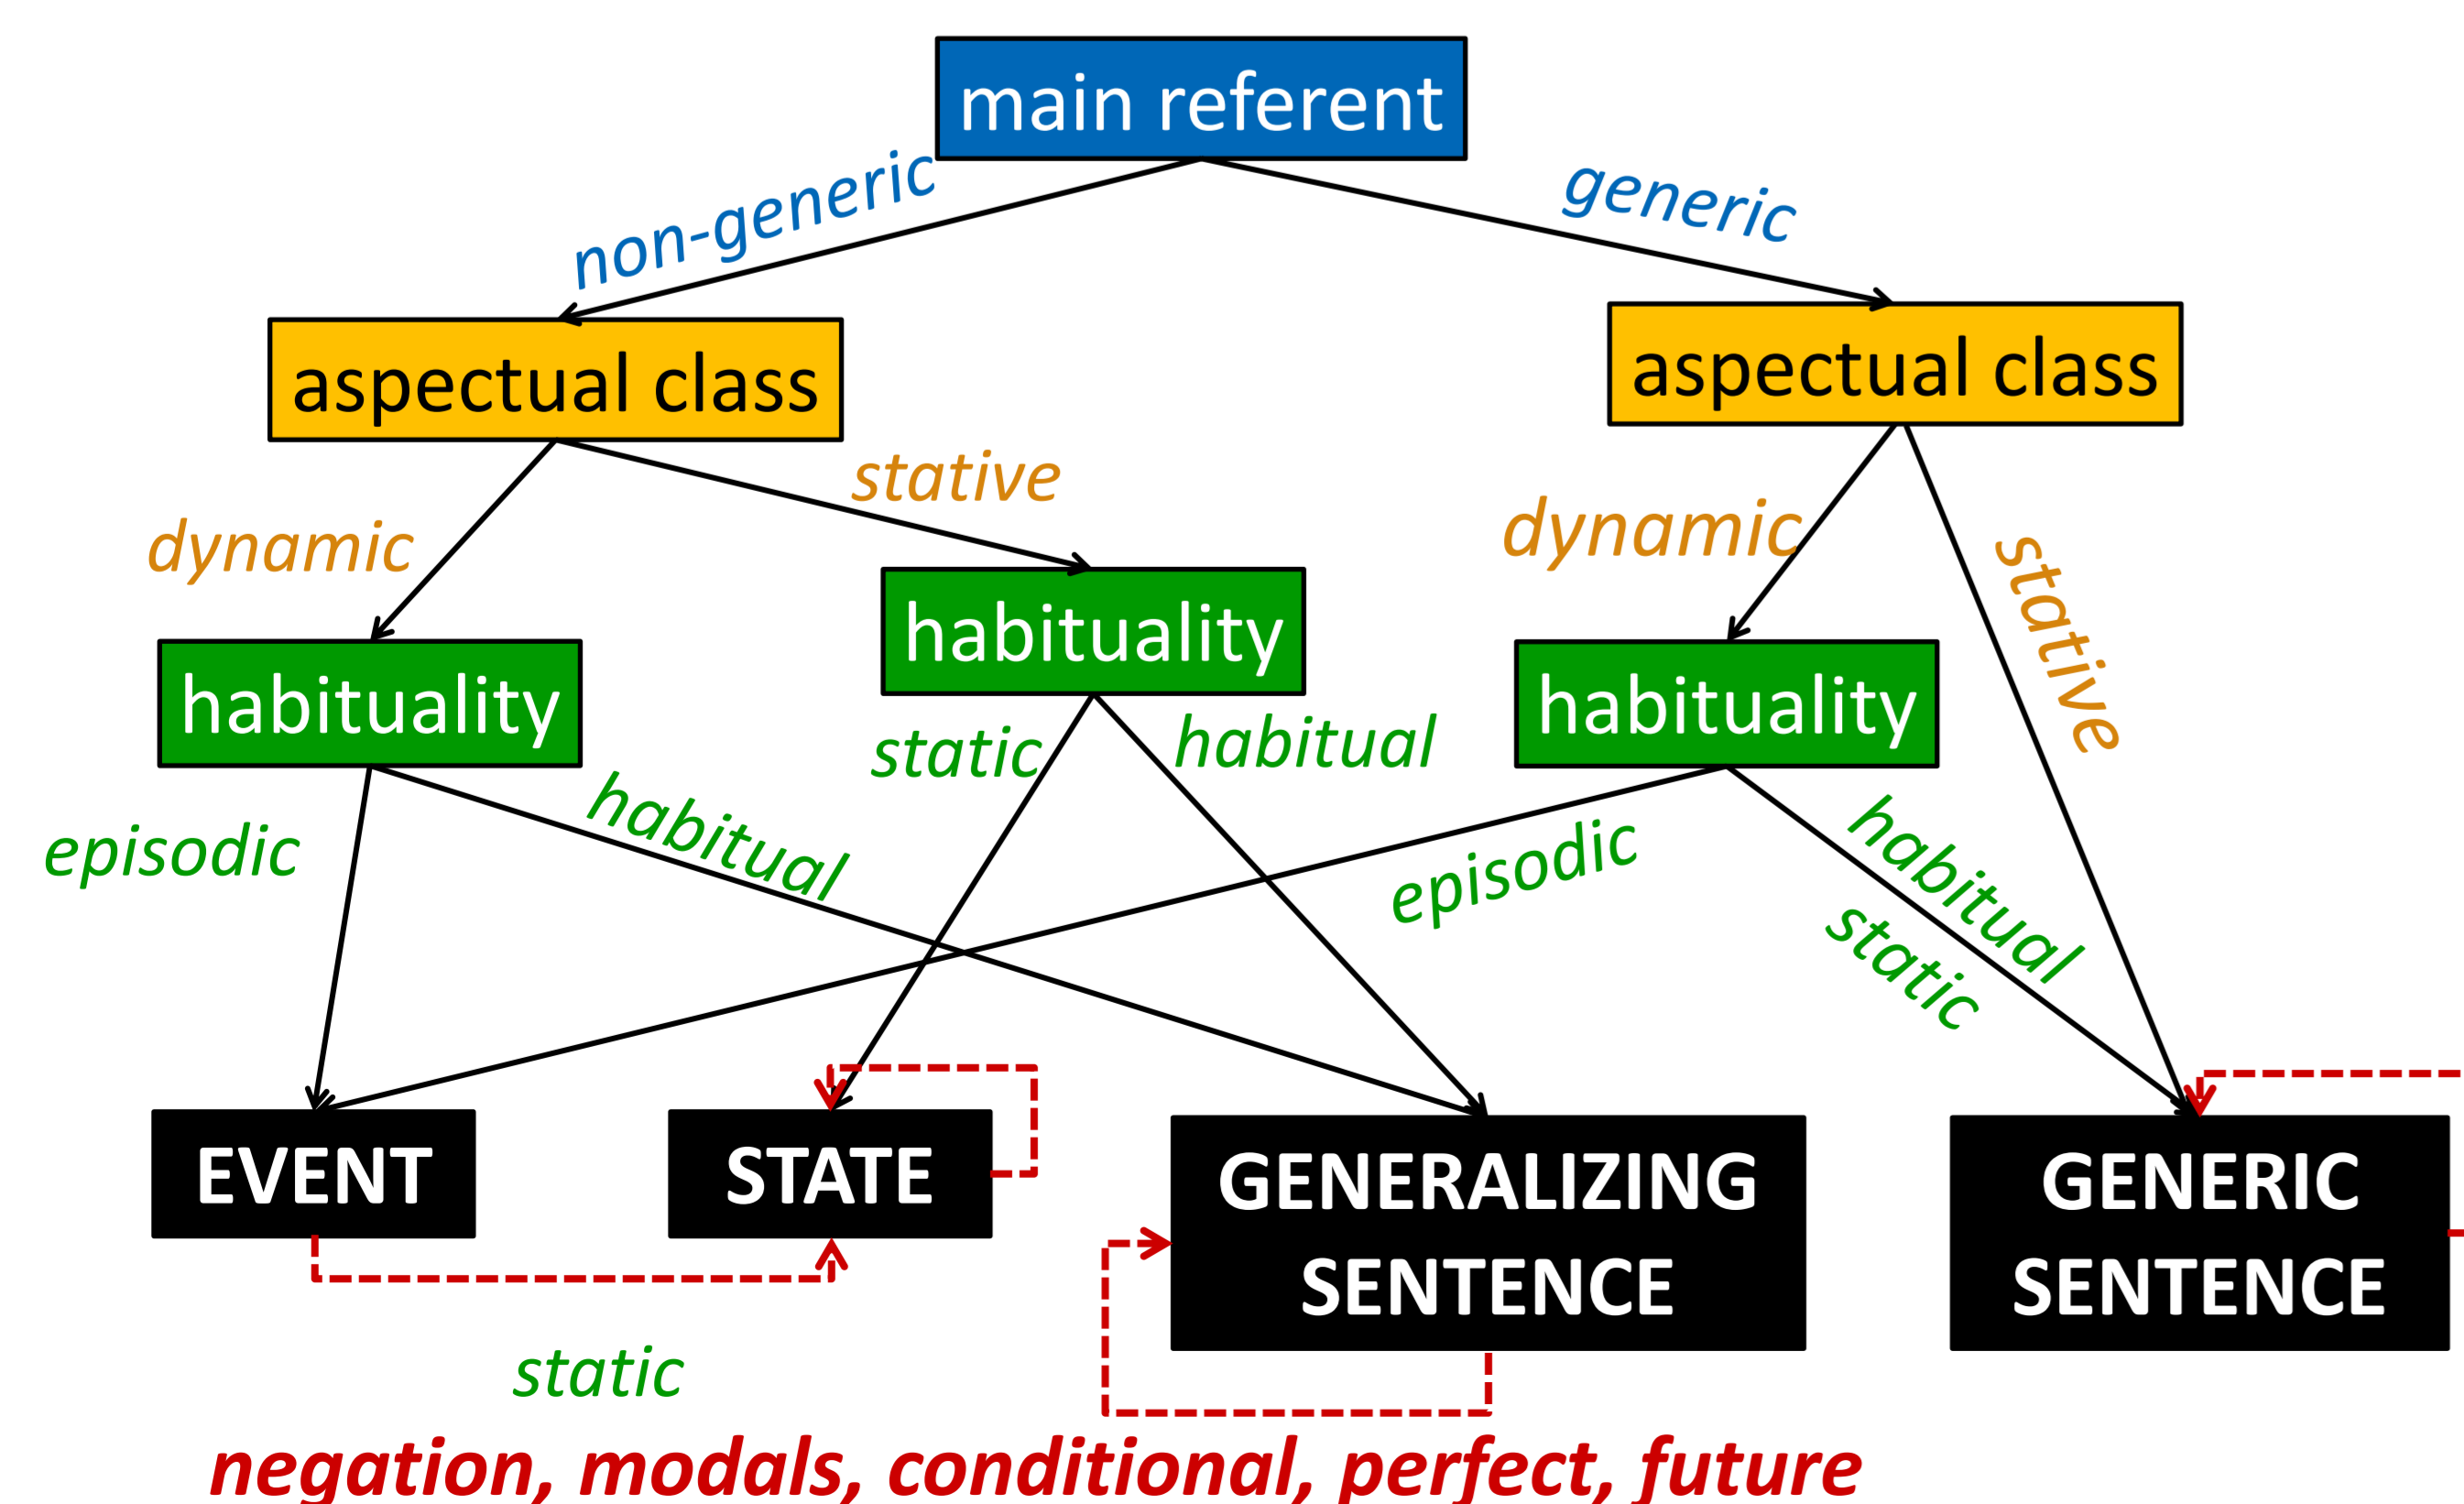 main referent
non-generic
generic
aspectual class
aspectual class
stative
dynamic
dynamic
stative
habituality
habituality
habituality
static
habitual
episodic
habitual
episodic
habitual
static
EVENT
STATE
GENERALIZING
SENTENCE
GENERIC
SENTENCE
static
negation, modals, conditional, perfect, future